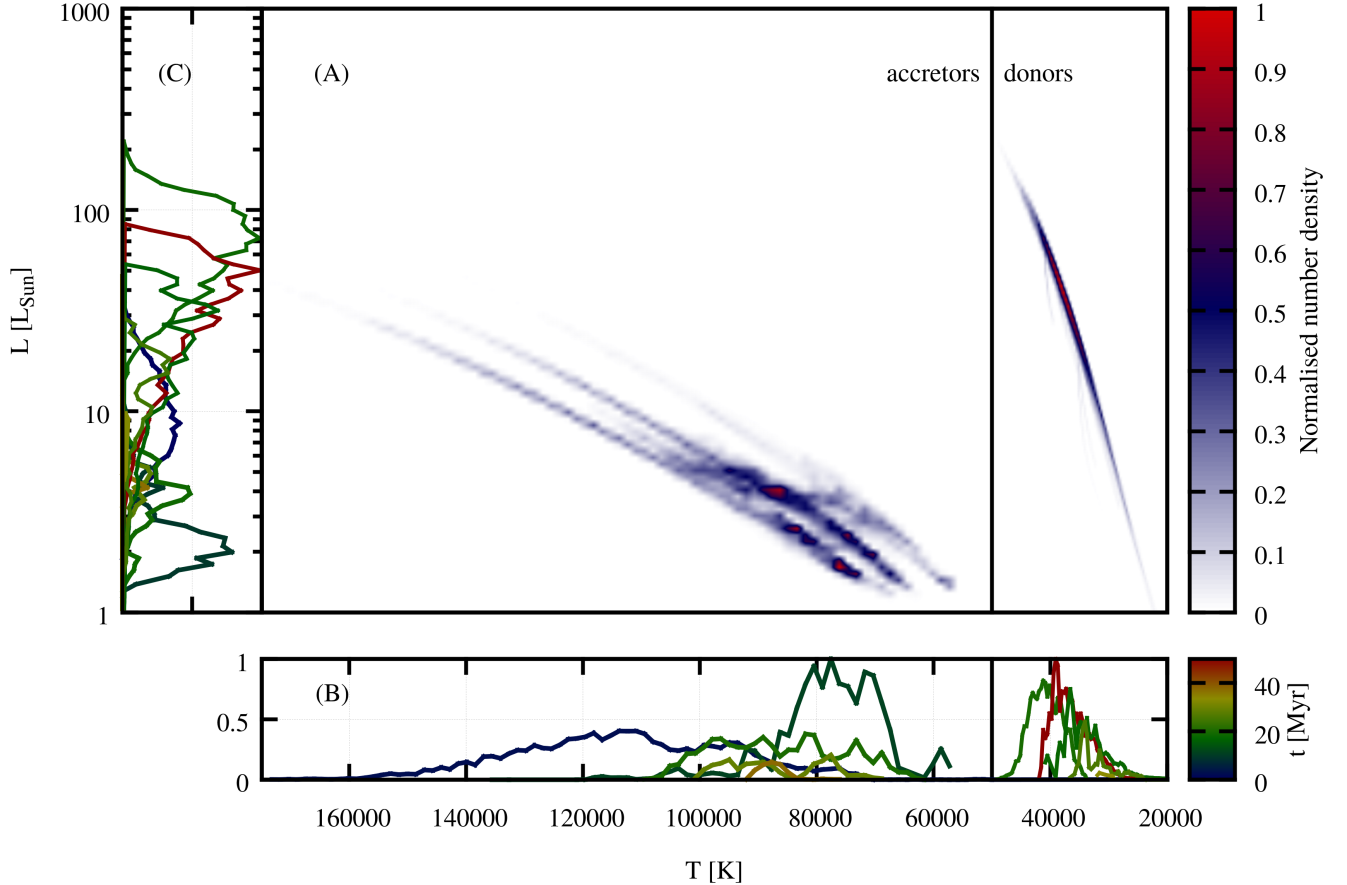 1000
100
10
1
L [L_Sun]
(C)
(A)
accretors
donors
1
0.9
0.8
0.7
0.6
0.5
0.4
0.3
0.2
0.1
0
Normalised number density
1
0.5
0
(B)
40
20
0
t [Myr]
160000 140000 120000 100000 80000 60000 40000 20000
T [K]